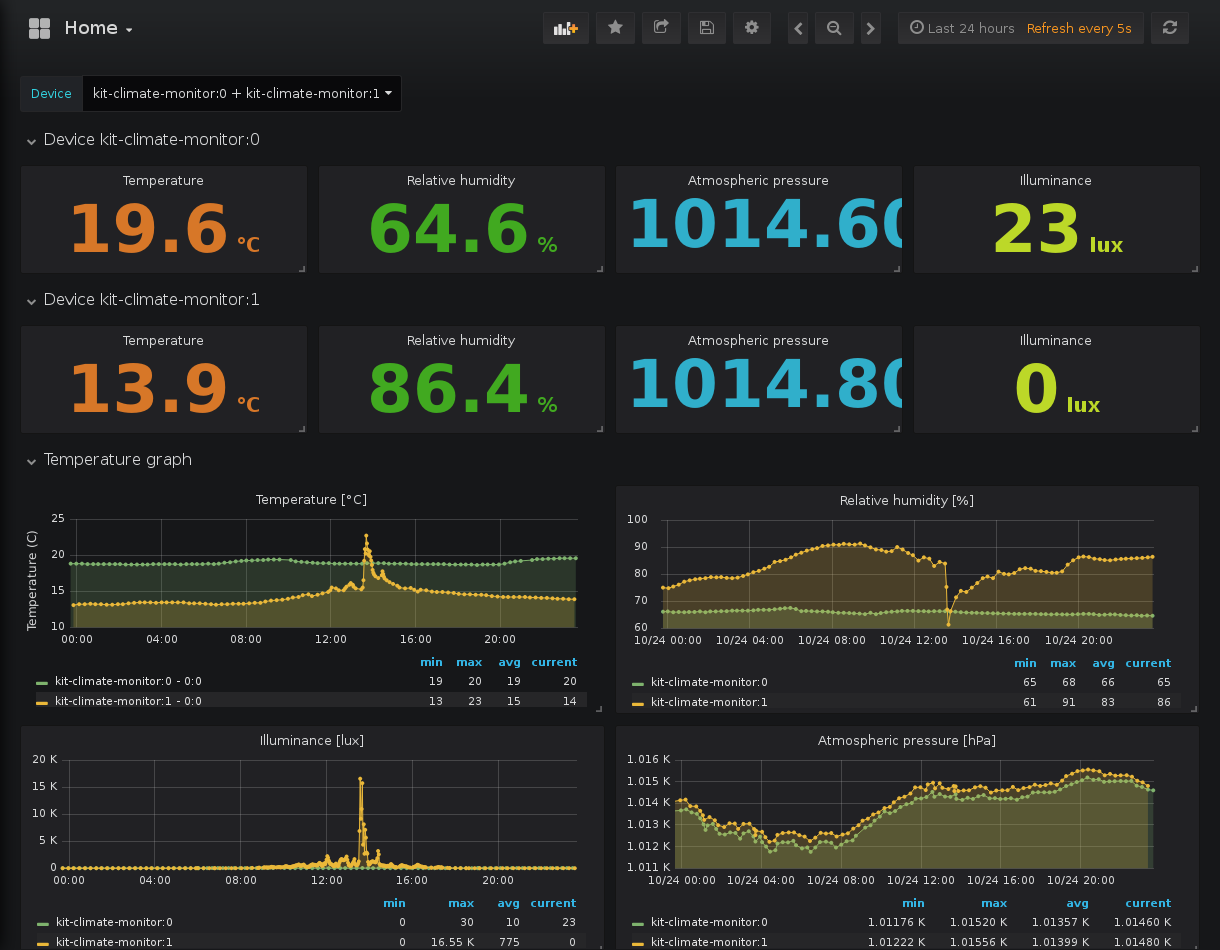 Home
Last 24 hours Refresh every 5s
Device kit-climate-monitor:0 + kit-climate-monitor:1
Device kit-climate-monitor:0
Temperature Relative humidity Atmospheric pressure Illuminance
19.6 °C 64.6 % 1014.60 23 lux
Device kit-climate-monitor:1
Temperature Relative humidity Atmospheric pressure Illuminance
13.9 °C 86.4 % 1014.80 0 lux
Temperature graph
Temperature [°C]
Temperature (C)
25
20
15
10
00:00 04:00 08:00 12:00 16:00 20:00
min max avg current
kit-climate-monitor:0 - 0:0 19 20 19 20
kit-climate-monitor:1 - 0:0 13 23 15 14
Relative humidity [%]
100
90
80
70
60
10/24 00:00 10/24 04:00 10/24 08:00 10/24 12:00 10/24 16:00 10/24 20:00
min max avg current
kit-climate-monitor:0 65 68 66 65
kit-climate-monitor:1 61 91 83 86
Illuminance [lux]
20 K
15 K
10 K
5 K
0
00:00 04:00 08:00 12:00 16:00 20:00
min max avg current
kit-climate-monitor:0 0 30 10 23
kit-climate-monitor:1 0 16.55 K 775 0
Atmospheric pressure [hPa]
1.016 K
1.015 K
1.014 K
1.013 K
1.012 K
1.011 K
10/24 00:00 10/24 04:00 10/24 08:00 10/24 12:00 10/24 16:00 10/24 20:00
min max avg current
kit-climate-monitor:0 1.01176 K 1.01520 K 1.01357 K 1.01460 K
kit-climate-monitor:1 1.01222 K 1.01556 K 1.01399 K 1.01480 K